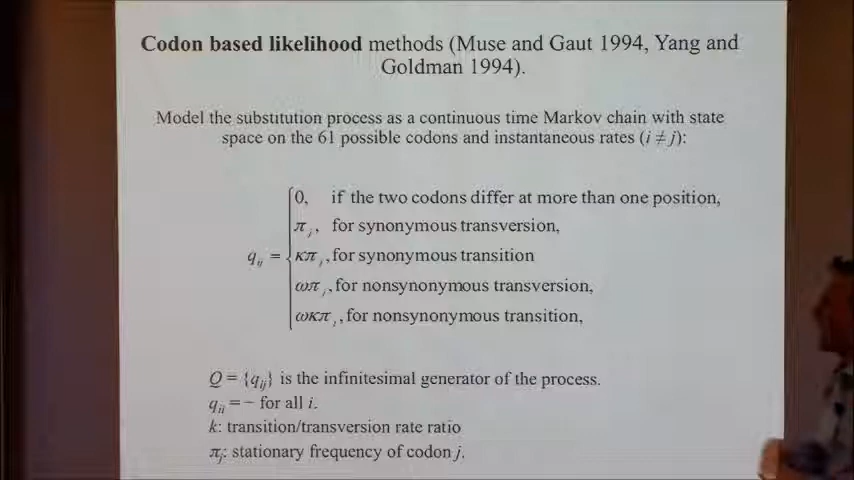 Codon based likelihood methods (Muse and Gaut 1994, Yang and
Goldman 1994).
Model the substitution process as a continuous time Markov chain with state
space on the 61 possible codons and instantaneous rates (i ≠ j):
0, if the two codons differ at more than one position,
π_j, for synonymous transversion,
q_ij = κπ_j, for synonymous transition
ωπ_j, for nonsynonymous transversion,
ωκπ_j, for nonsynonymous transition,
Q = {q_ij} is the infinitesimal generator of the process.
q_ii = − for all i.
k: transition/transversion rate ratio
π_j: stationary frequency of codon j.